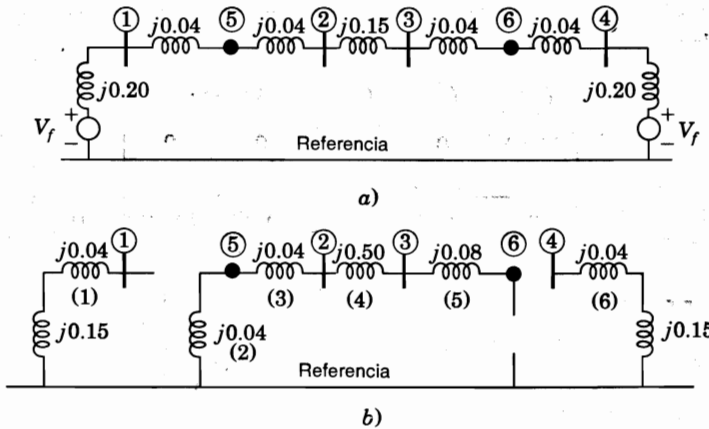 ① ⑤ ② ③ ⑥ ④
j0.04 j0.04 j0.15 j0.04 j0.04
j0.20 j0.20
+ +
V_f V_f
− −
Referencia
a)
① ⑤ ② ③ ⑥ ④
j0.04 j0.04 j0.50 j0.08 j0.04
(1) (3) (4) (5) (6)
j0.15 j0.04 j0.15
(2)
Referencia
b)